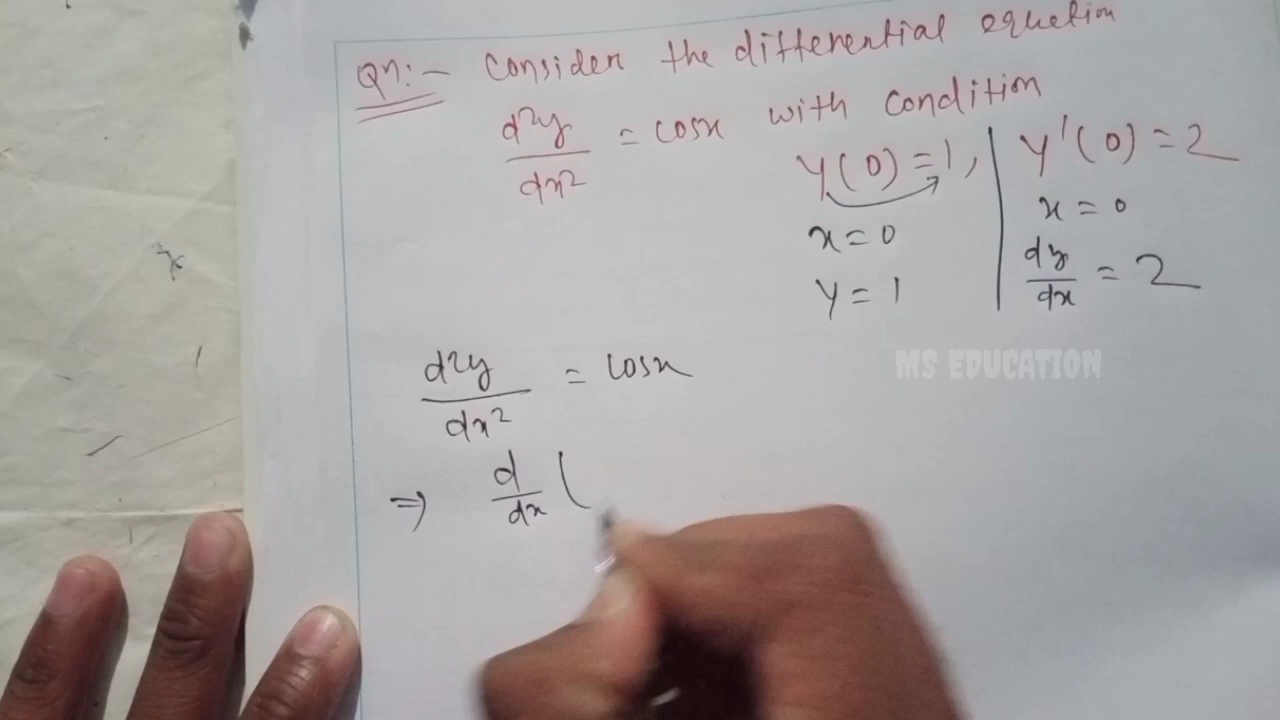 Qn:- Consider the differential equetion
d²y/dx² = cosx with condition
y(0) = 1, | y'(0) = 2
x = 0 | x = 0
y = 1 | dy/dx = 2
MS EDUCATION
d²y/dx² = cosx
⇒ d/dx (